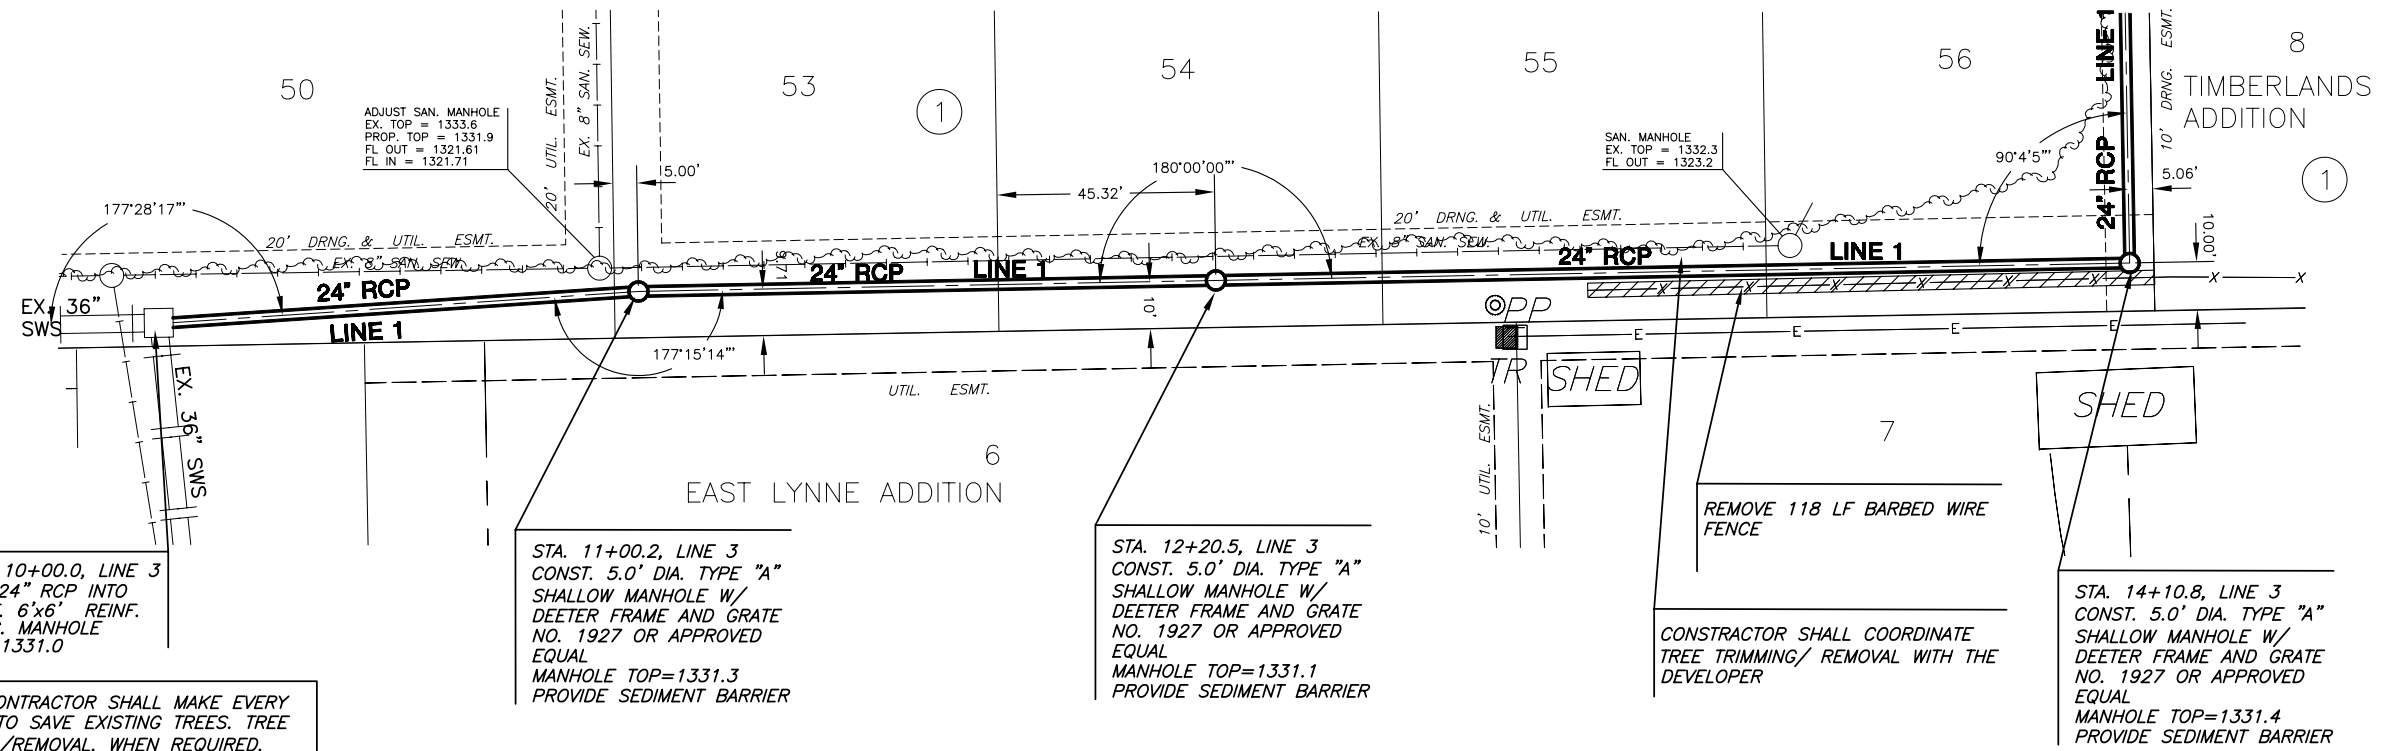 50
53
54
55
56
8
TIMBERLANDS
ADDITION
1
1
ADJUST SAN. MANHOLE
EX. TOP = 1333.6
PROP. TOP = 1331.9
FL OUT = 1321.61
FL IN = 1321.71
20' UTIL. ESMT.
EX. 8" SAN. SEW.
5.00'
45.32'
180°00'00"'
SAN. MANHOLE
EX. TOP = 1332.3
FL OUT = 1323.2
90°4'5"'
24" RCP LINE 1
10' DRNG. ESMT.
5.06'
10.00'
177°28'17"'
20' DRNG. & UTIL. ESMT.
EX. 8" SAN. SEW.
24" RCP
LINE 1
EX. 36"
SWS
177°15'14"'
9.71
24" RCP
LINE 1
10'
20' DRNG. & UTIL. ESMT.
EX. 8" SAN. SEW.
24" RCP
LINE 1
X X X X X X X
PP
TR
E E E E
SHED
SHED
UTIL. ESMT.
10' UTIL. ESMT.
EX. 36" SWS
6
EAST LYNNE ADDITION
7
10+00.0, LINE 3
24" RCP INTO
6'x6' REINF.
MANHOLE
1331.0
CONTRACTOR SHALL MAKE EVERY
TO SAVE EXISTING TREES. TREE
/REMOVAL, WHEN REQUIRED,
STA. 11+00.2, LINE 3
CONST. 5.0' DIA. TYPE "A"
SHALLOW MANHOLE W/
DEETER FRAME AND GRATE
NO. 1927 OR APPROVED
EQUAL
MANHOLE TOP=1331.3
PROVIDE SEDIMENT BARRIER
STA. 12+20.5, LINE 3
CONST. 5.0' DIA. TYPE "A"
SHALLOW MANHOLE W/
DEETER FRAME AND GRATE
NO. 1927 OR APPROVED
EQUAL
MANHOLE TOP=1331.1
PROVIDE SEDIMENT BARRIER
REMOVE 118 LF BARBED WIRE
FENCE
CONSTRACTOR SHALL COORDINATE
TREE TRIMMING/ REMOVAL WITH THE
DEVELOPER
STA. 14+10.8, LINE 3
CONST. 5.0' DIA. TYPE "A"
SHALLOW MANHOLE W/
DEETER FRAME AND GRATE
NO. 1927 OR APPROVED
EQUAL
MANHOLE TOP=1331.4
PROVIDE SEDIMENT BARRIER